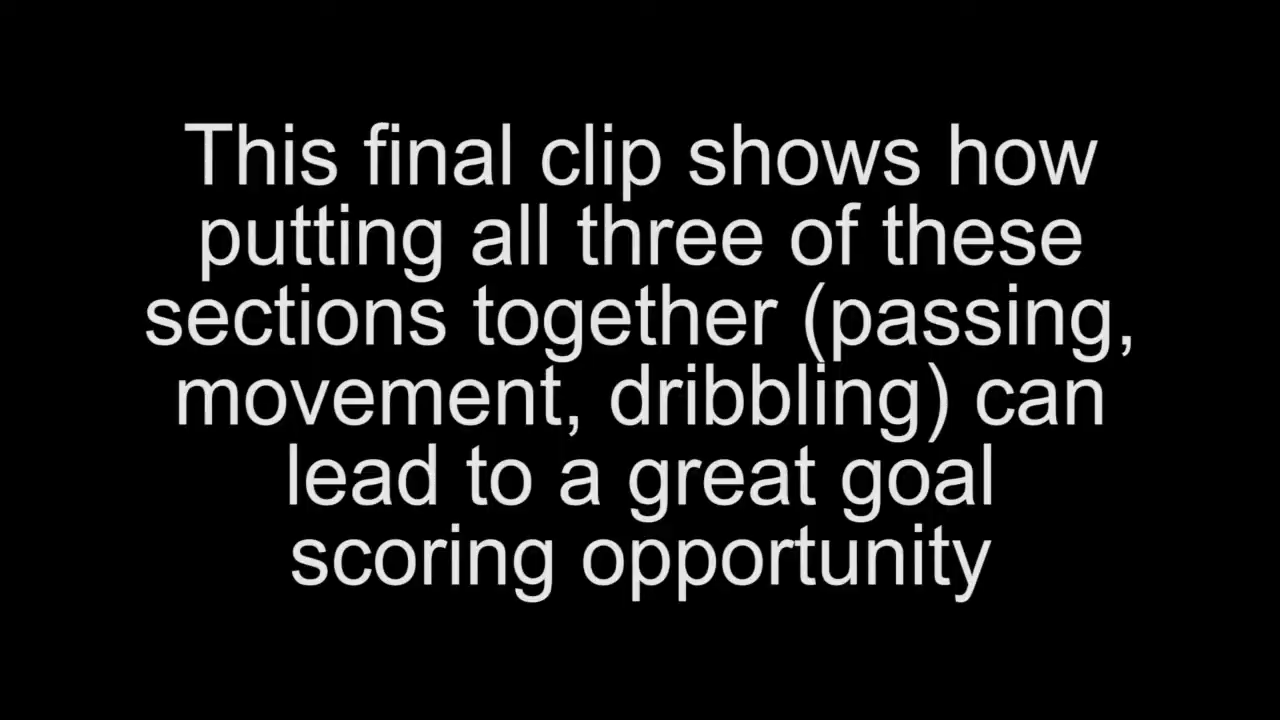 This final clip shows how
putting all three of these
sections together (passing,
movement, dribbling) can
lead to a great goal
scoring opportunity